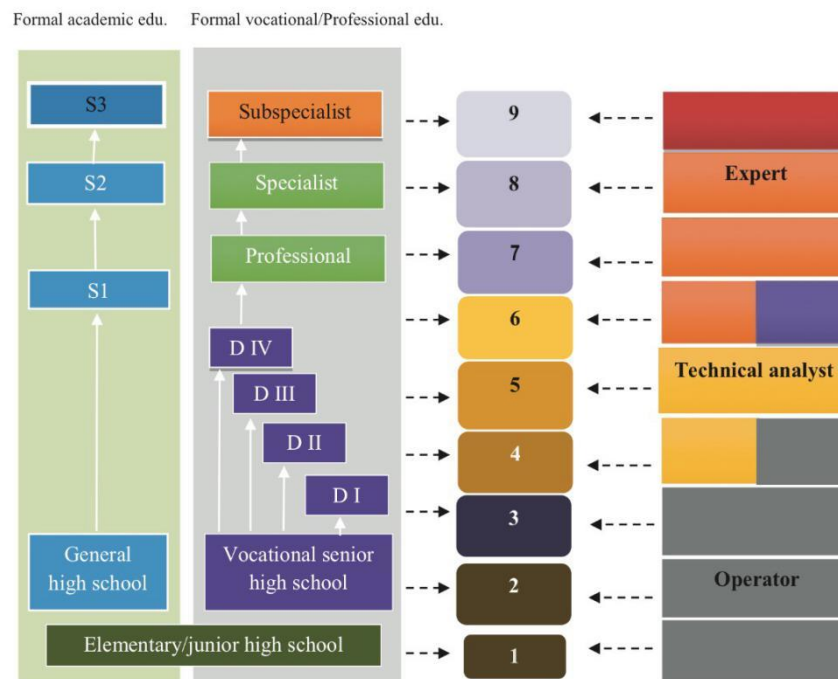 Formal academic edu.
Formal vocational/Professional edu.
S3
Subspecialist
9
S2
Specialist
8
Expert
Professional
7
S1
6
D IV
D III
5
Technical analyst
D II
4
D I
3
General
high school
Vocational senior
high school
2
Operator
Elementary/junior high school
1